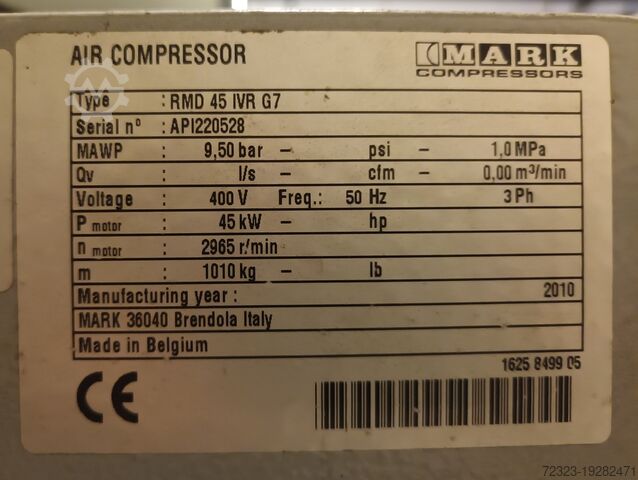 AIR COMPRESSOR
MARK
COMPRESSORS
Type : RMD 45 IVR G7
Serial nº : API220528
MAWP : 9,50 bar – psi – 1,0 MPa
Qv : l/s – cfm – 0,00 m³/min
Voltage : 400 V Freq.: 50 Hz 3 Ph
P motor : 45 kW – hp
n motor : 2965 r/min
m : 1010 kg – lb
Manufacturing year : 2010
MARK 36040 Brendola Italy
Made in Belgium
1625 8499 05
CE
72323-19282471